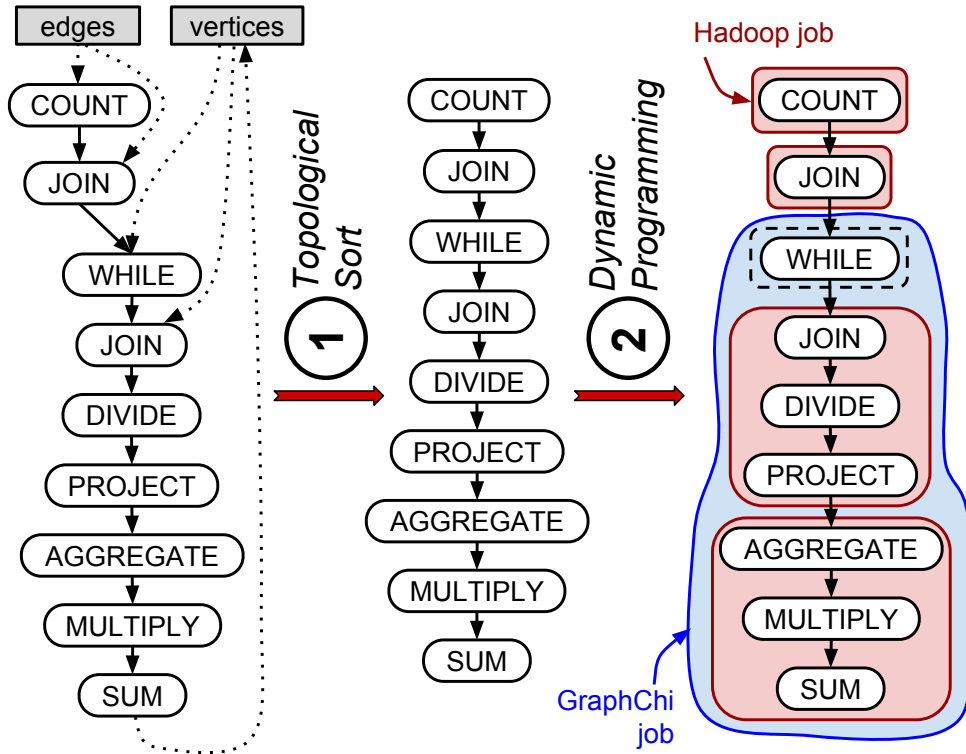 edges
vertices
COUNT
JOIN
WHILE
JOIN
DIVIDE
PROJECT
AGGREGATE
MULTIPLY
SUM
1
Topological
Sort
COUNT
JOIN
WHILE
JOIN
DIVIDE
PROJECT
AGGREGATE
MULTIPLY
SUM
2
Dynamic
Programming
Hadoop job
COUNT
JOIN
WHILE
JOIN
DIVIDE
PROJECT
AGGREGATE
MULTIPLY
SUM
GraphChi
job